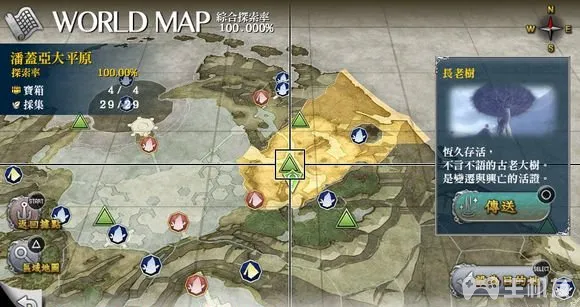 WORLD MAP
綜合探索率
100.000%
N
W E
S
潘蓋亞大平原
探索率 100.00%
寶箱 4/ 4
採集 29/29
長老樹
恆久存活，
不言不語的古老大樹。
是變遷與興亡的活證。
傳送
START
返回據點
區域地圖
SELECT